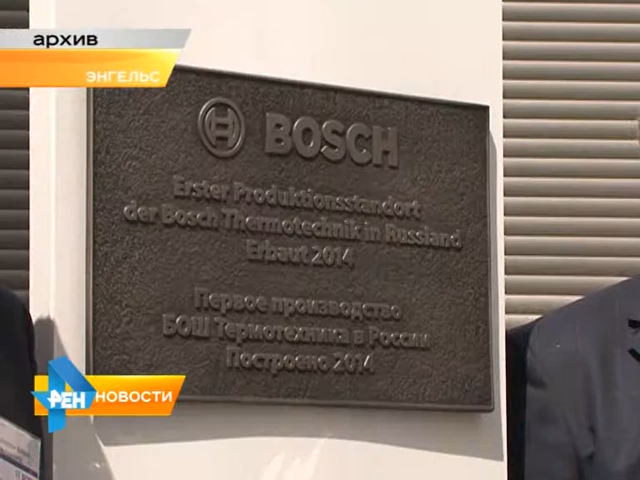 архив
ЭНГЕЛЬС
BOSCH
Erster Produktionsstandort
der Bosch Thermotechnik in Russland
Erbaut 2014
Первое производство
БОШ Термотехника в России
Построено 2014
РЕН НОВОСТИ